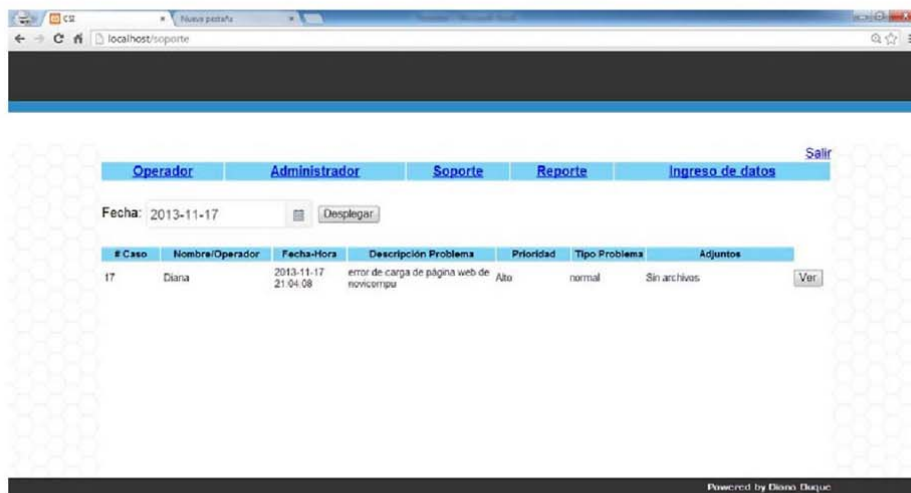 CSI
Nueva pestaña
localhost/soporte
Salir
Operador Administrador Soporte Reporte Ingreso de datos
Fecha: 2013-11-17 Desplegar
# Caso Nombre/Operador Fecha-Hora Descripción Problema Prioridad Tipo Problema Adjuntos
17 Diana 2013-11-17 error de carga de página web de Alto normal Sin archivos Ver
21:04:08 novicompu
Powered by Diana Duque